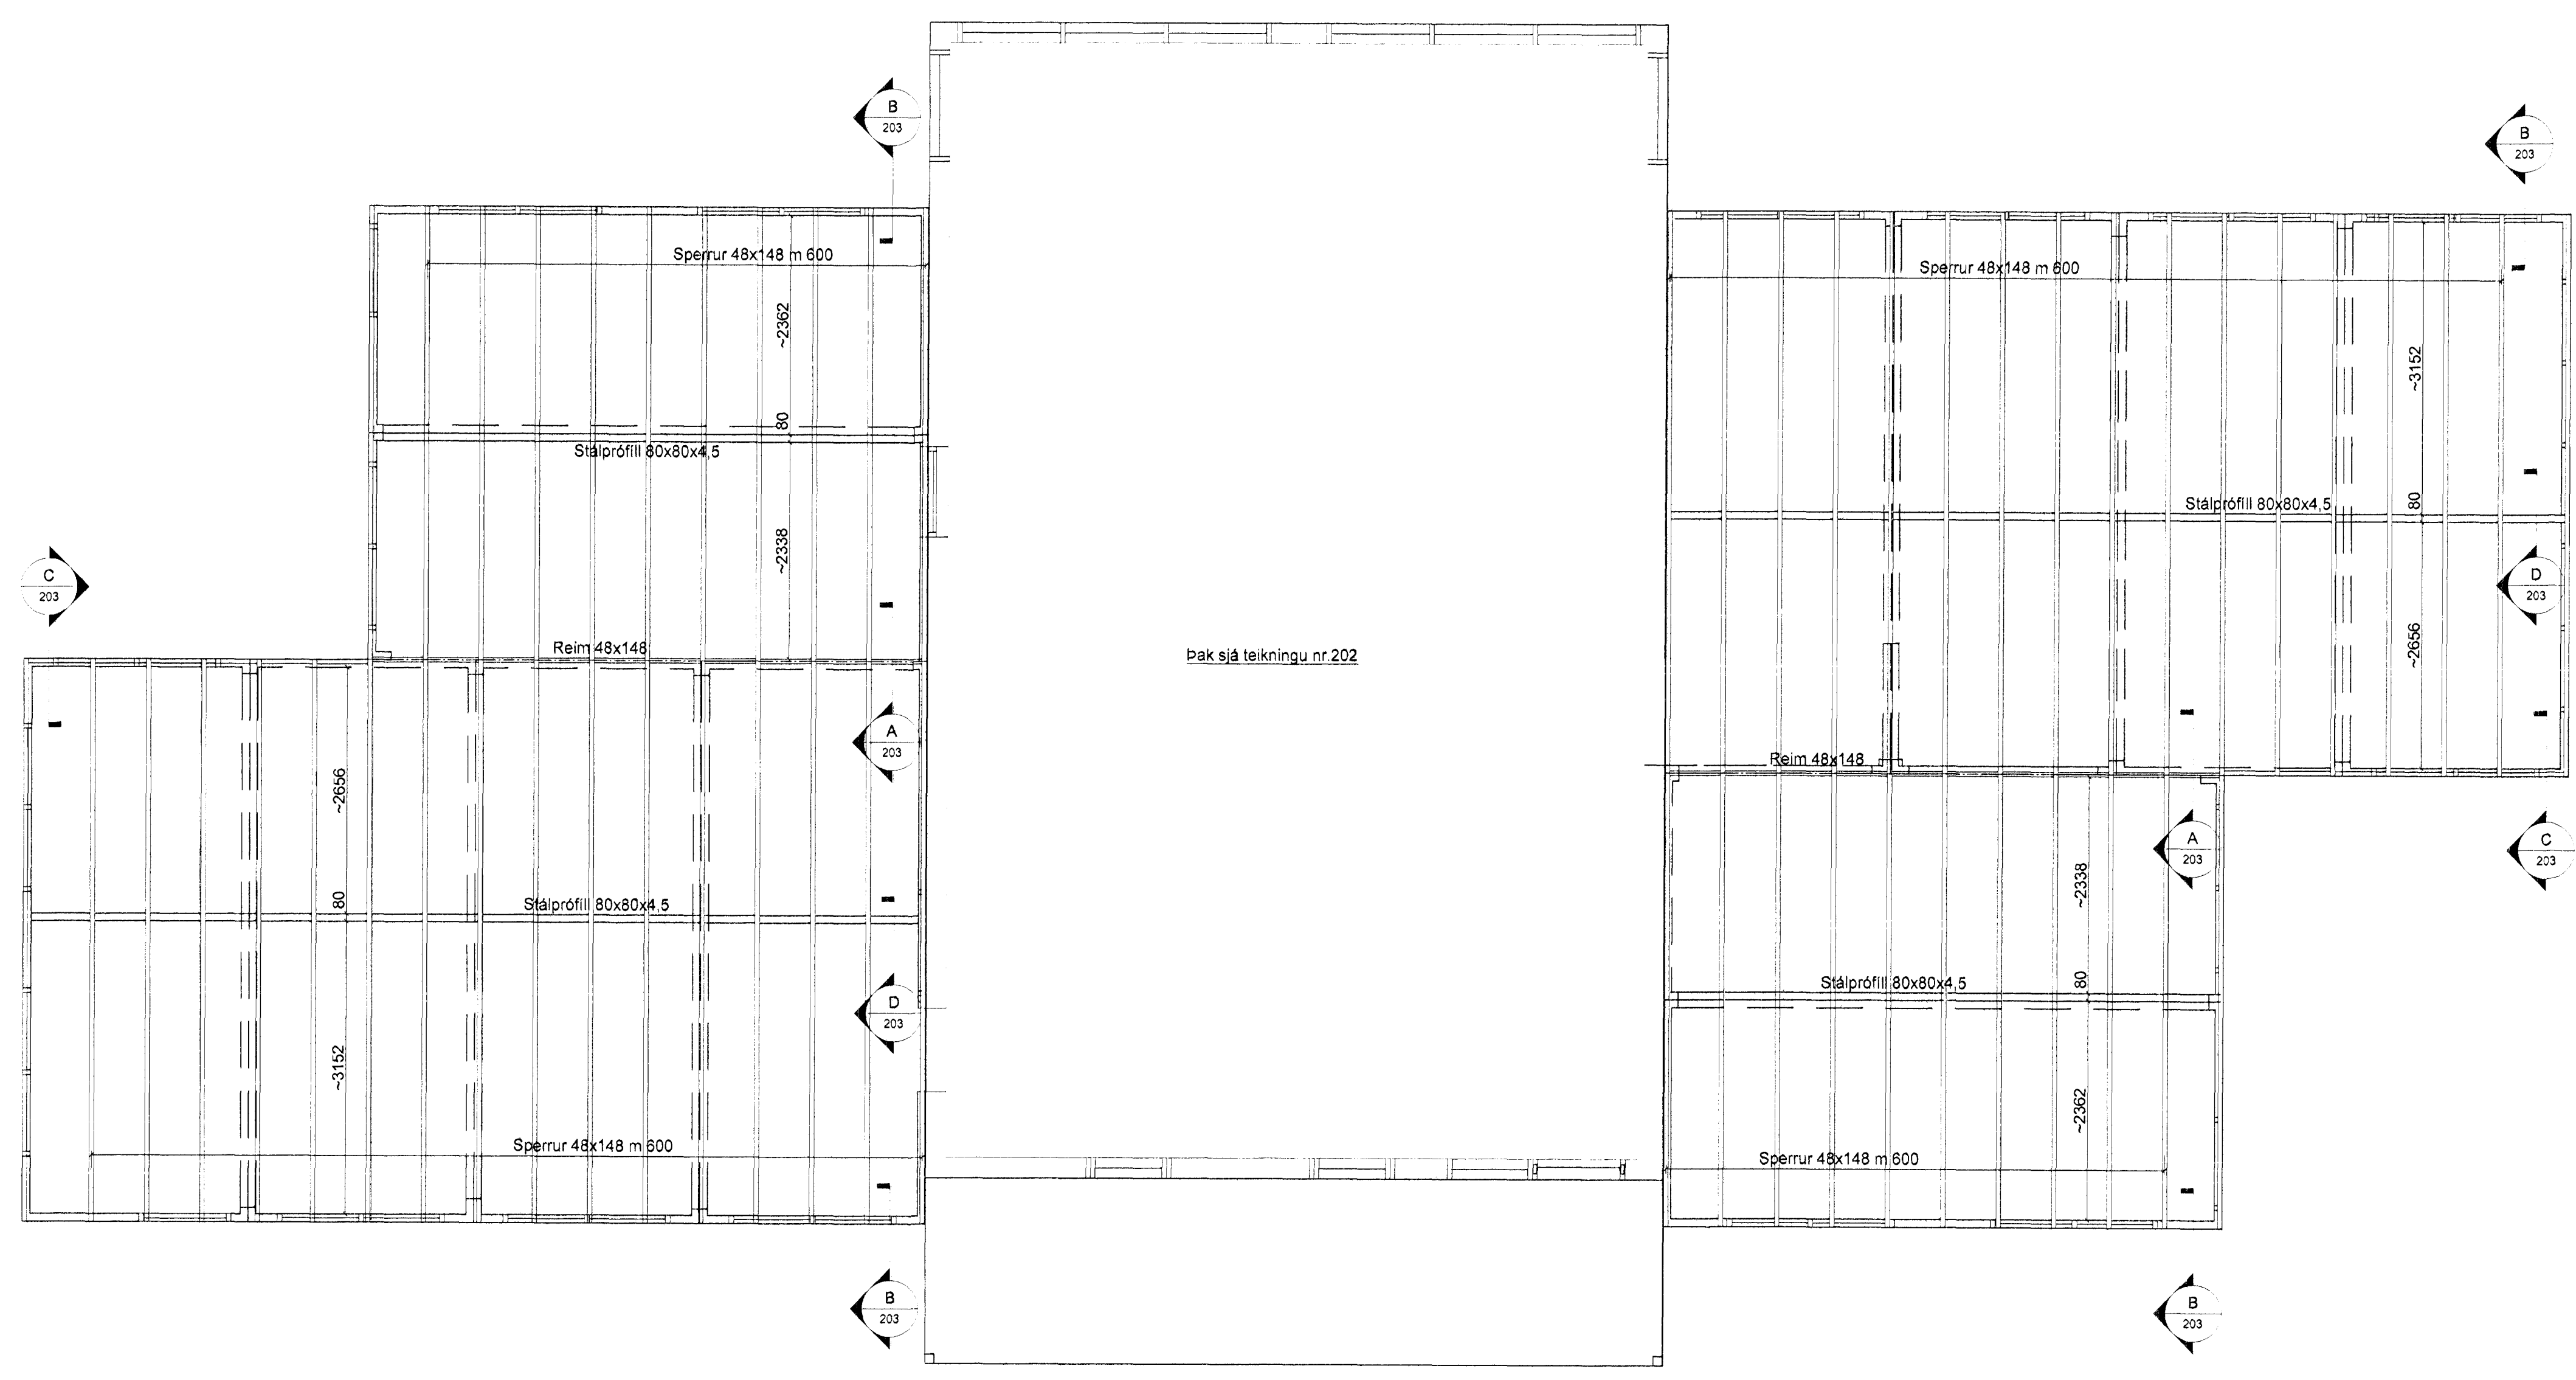 B
203
B
203
Sperrur 48x148 m 600
Sperrur 48x148 m 600
~2362
~3152
80
Stálprófíll 80x80x4,5
Stálprófíll 80x80x4,5
80
~2338
C
203
D
203
Reim 48x148
Þak sjá teikningu nr.202
~2656
A
203
Reim 48x148
~2656
A
203
C
203
80
Stálprófíll 80x80x4,5
~2338
Stálprófíll 80x80x4,5
80
D
203
~3152
~2362
Sperrur 48x148 m 600
Sperrur 48x148 m 600
B
203
B
203